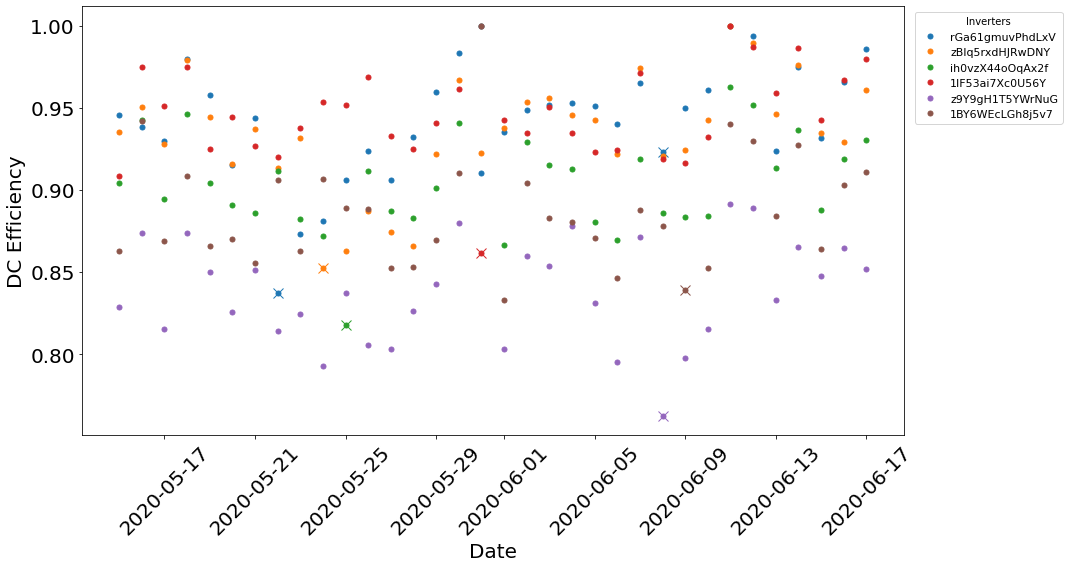 1.00
0.95
0.90
0.85
0.80
DC Efficiency
2020-05-17
2020-05-21
2020-05-25
2020-05-29
2020-06-01
2020-06-05
2020-06-09
2020-06-13
2020-06-17
Date
Inverters
rGa61gmuvPhdLxV
zBIq5rxdHJRwDNY
ih0vzX44oOqAx2f
1IF53ai7Xc0U56Y
z9Y9gH1T5YWrNuG
1BY6WEcLGh8j5v7